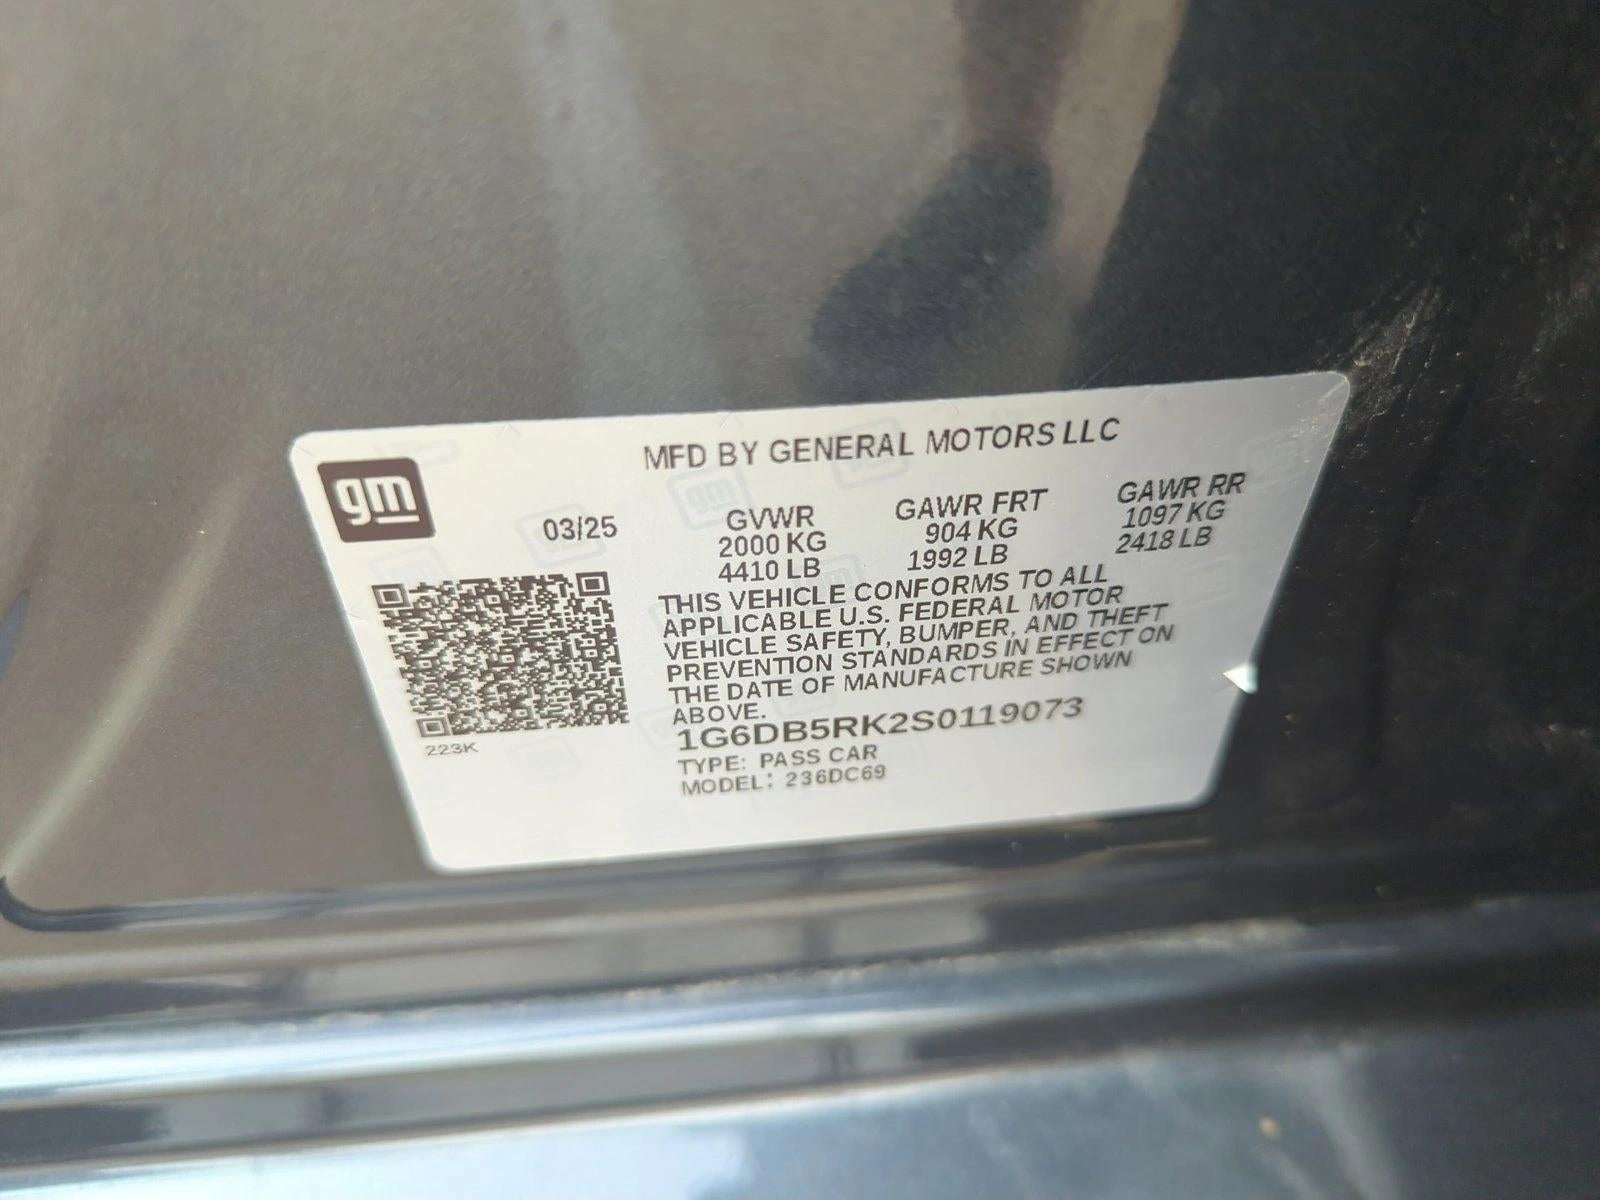 gm
MFD BY GENERAL MOTORS LLC
03/25 GVWR GAWR FRT GAWR RR
2000 KG 904 KG 1097 KG
4410 LB 1992 LB 2418 LB
THIS VEHICLE CONFORMS TO ALL
APPLICABLE U.S. FEDERAL MOTOR
VEHICLE SAFETY, BUMPER, AND THEFT
PREVENTION STANDARDS IN EFFECT ON
THE DATE OF MANUFACTURE SHOWN
ABOVE.
1G6DB5RK2S0119073
TYPE: PASS CAR
MODEL: 236DC69
223K